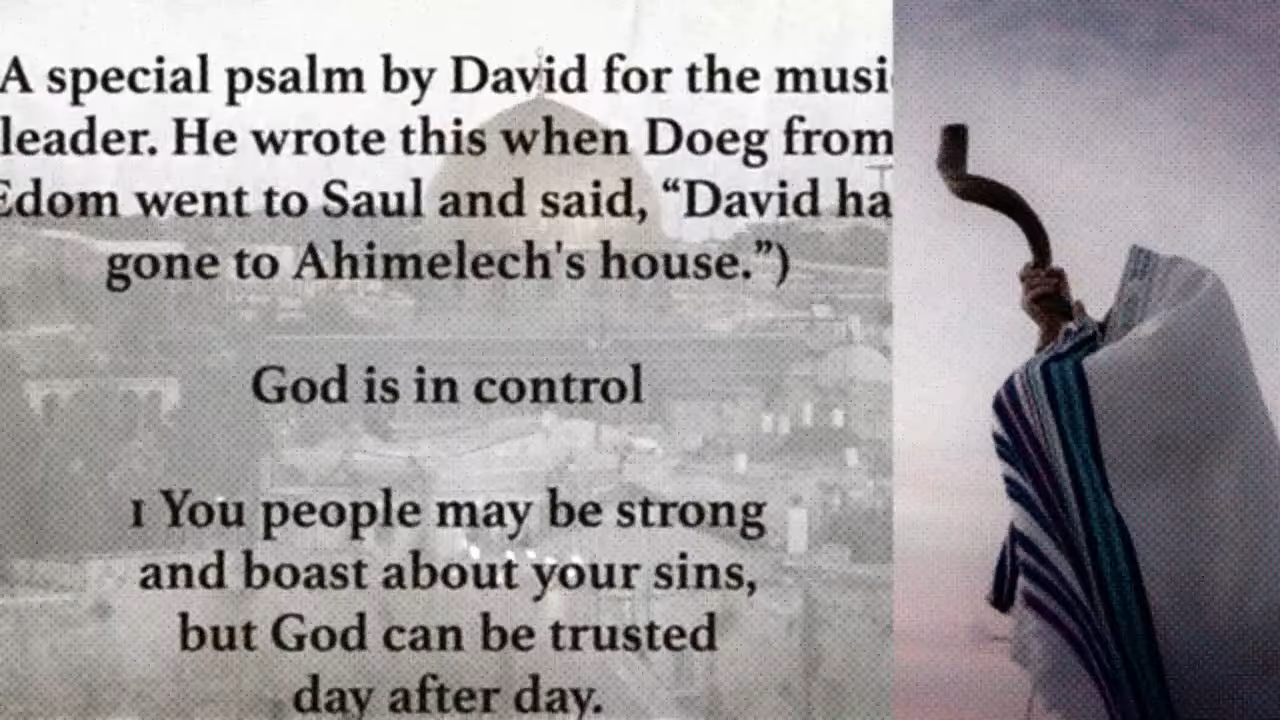 A special psalm by David for the musi
leader. He wrote this when Doeg from
Edom went to Saul and said, “David ha
gone to Ahimelech's house.”)
God is in control
1 You people may be strong
and boast about your sins,
but God can be trusted
day after day.